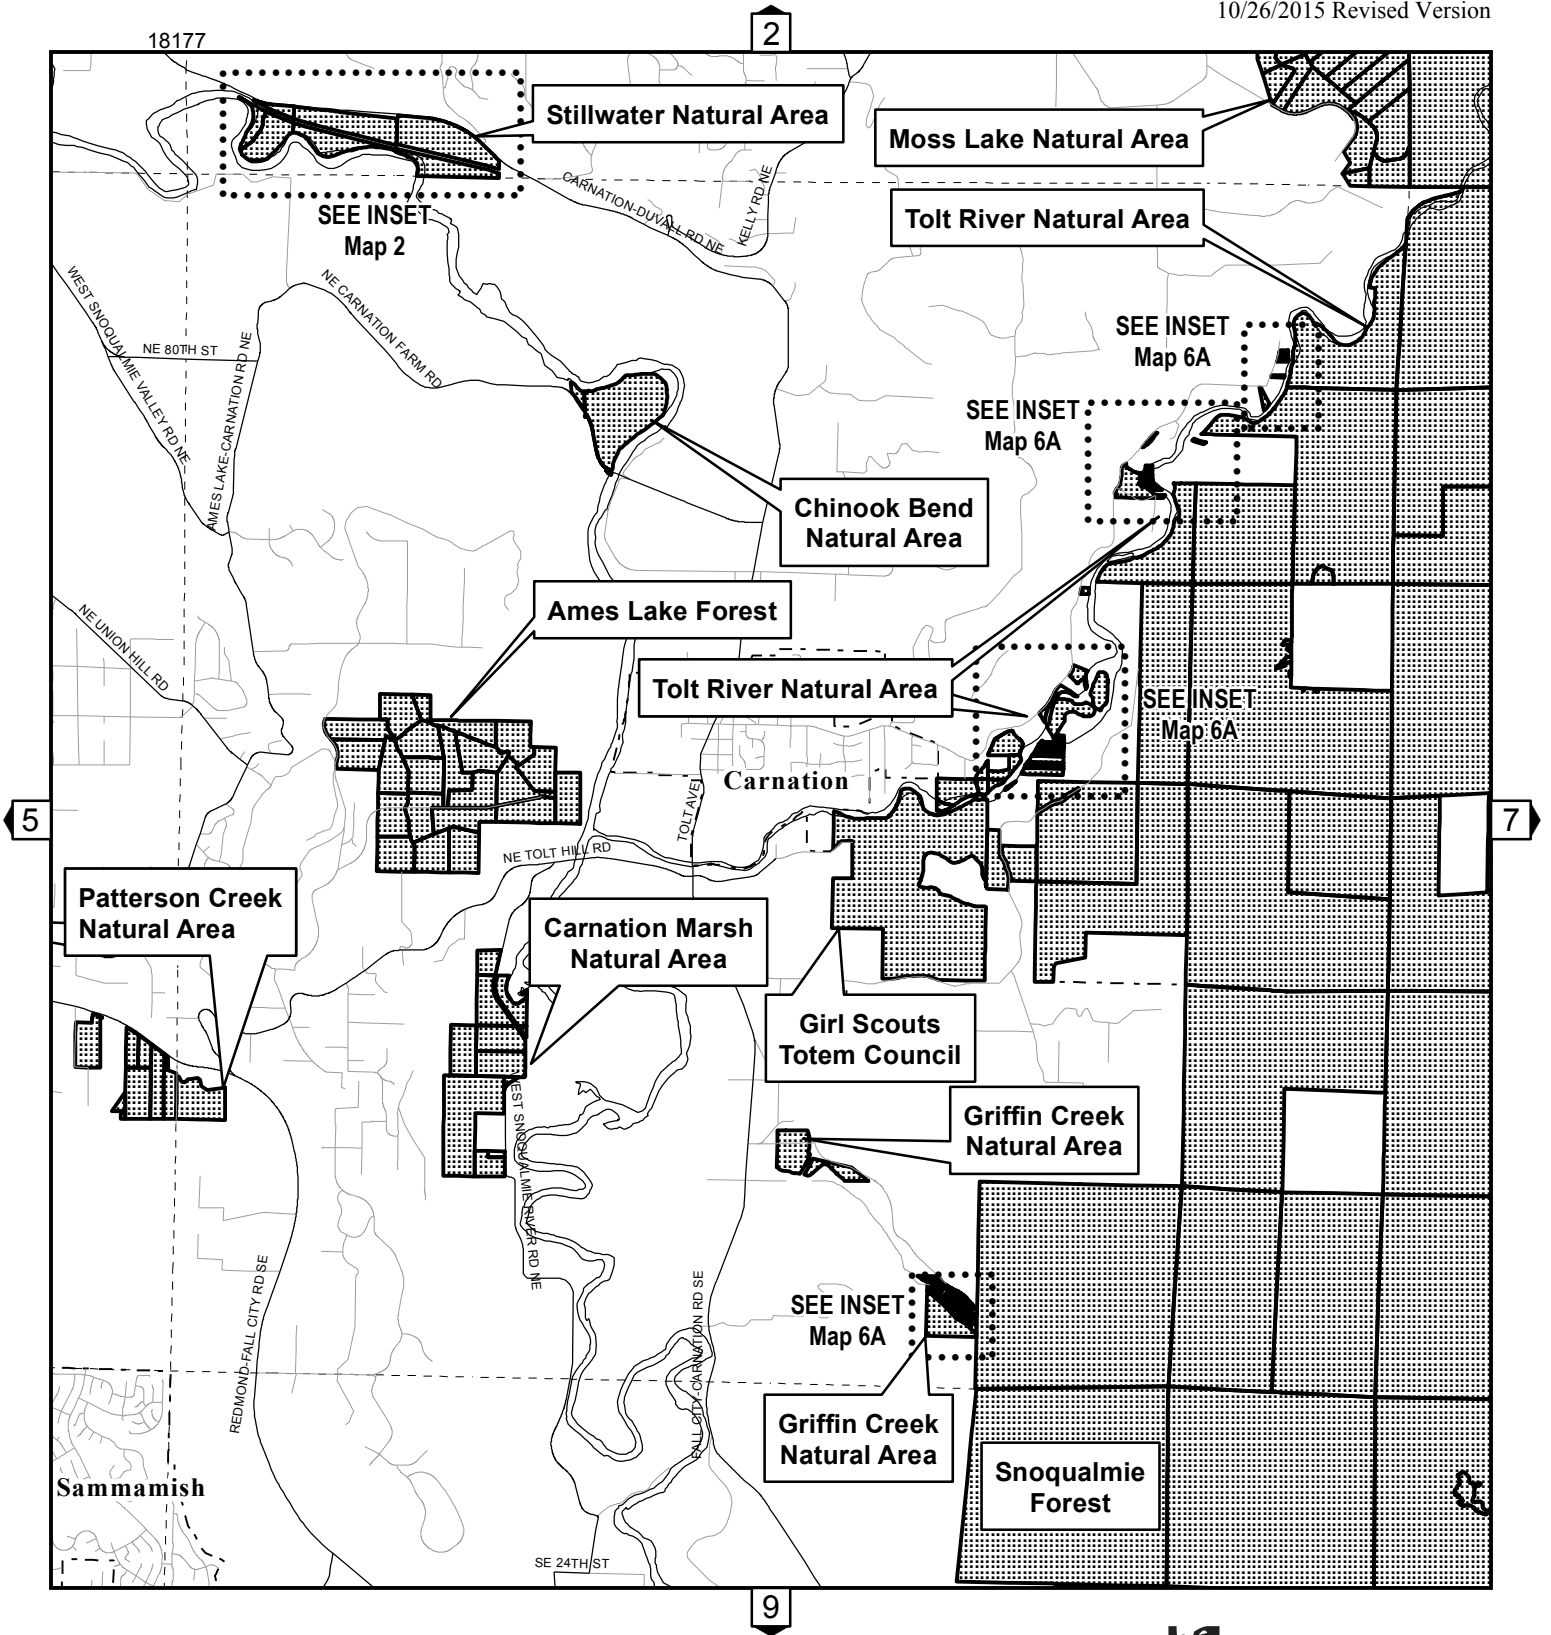 10/26/2015 Revised Version
2
18177
Stillwater Natural Area
Moss Lake Natural Area
CARNATION-DUVALL RD NE
KELLY RD NE
SEE INSET
Map 2
Tolt River Natural Area
WEST SNOQUALMIE VALLEY RD NE
NE CARNATION FARM RD
NE 80TH ST
AMES LAKE-CARNATION RD NE
SEE INSET
Map 6A
SEE INSET
Map 6A
Chinook Bend
Natural Area
Ames Lake Forest
NE UNION HILL RD
Tolt River Natural Area
SEE INSET
Map 6A
Carnation
TOLT AVE
5
7
NE TOLT HILL RD
Patterson Creek
Natural Area
Carnation Marsh
Natural Area
Girl Scouts
Totem Council
WEST SNOQUALMIE RIVER RD NE
Griffin Creek
Natural Area
REDMOND-FALL CITY RD SE
FALL CITY-CARNATION RD SE
SEE INSET
Map 6A
Griffin Creek
Natural Area
Snoqualmie
Forest
Sammamish
SE 24TH ST
9